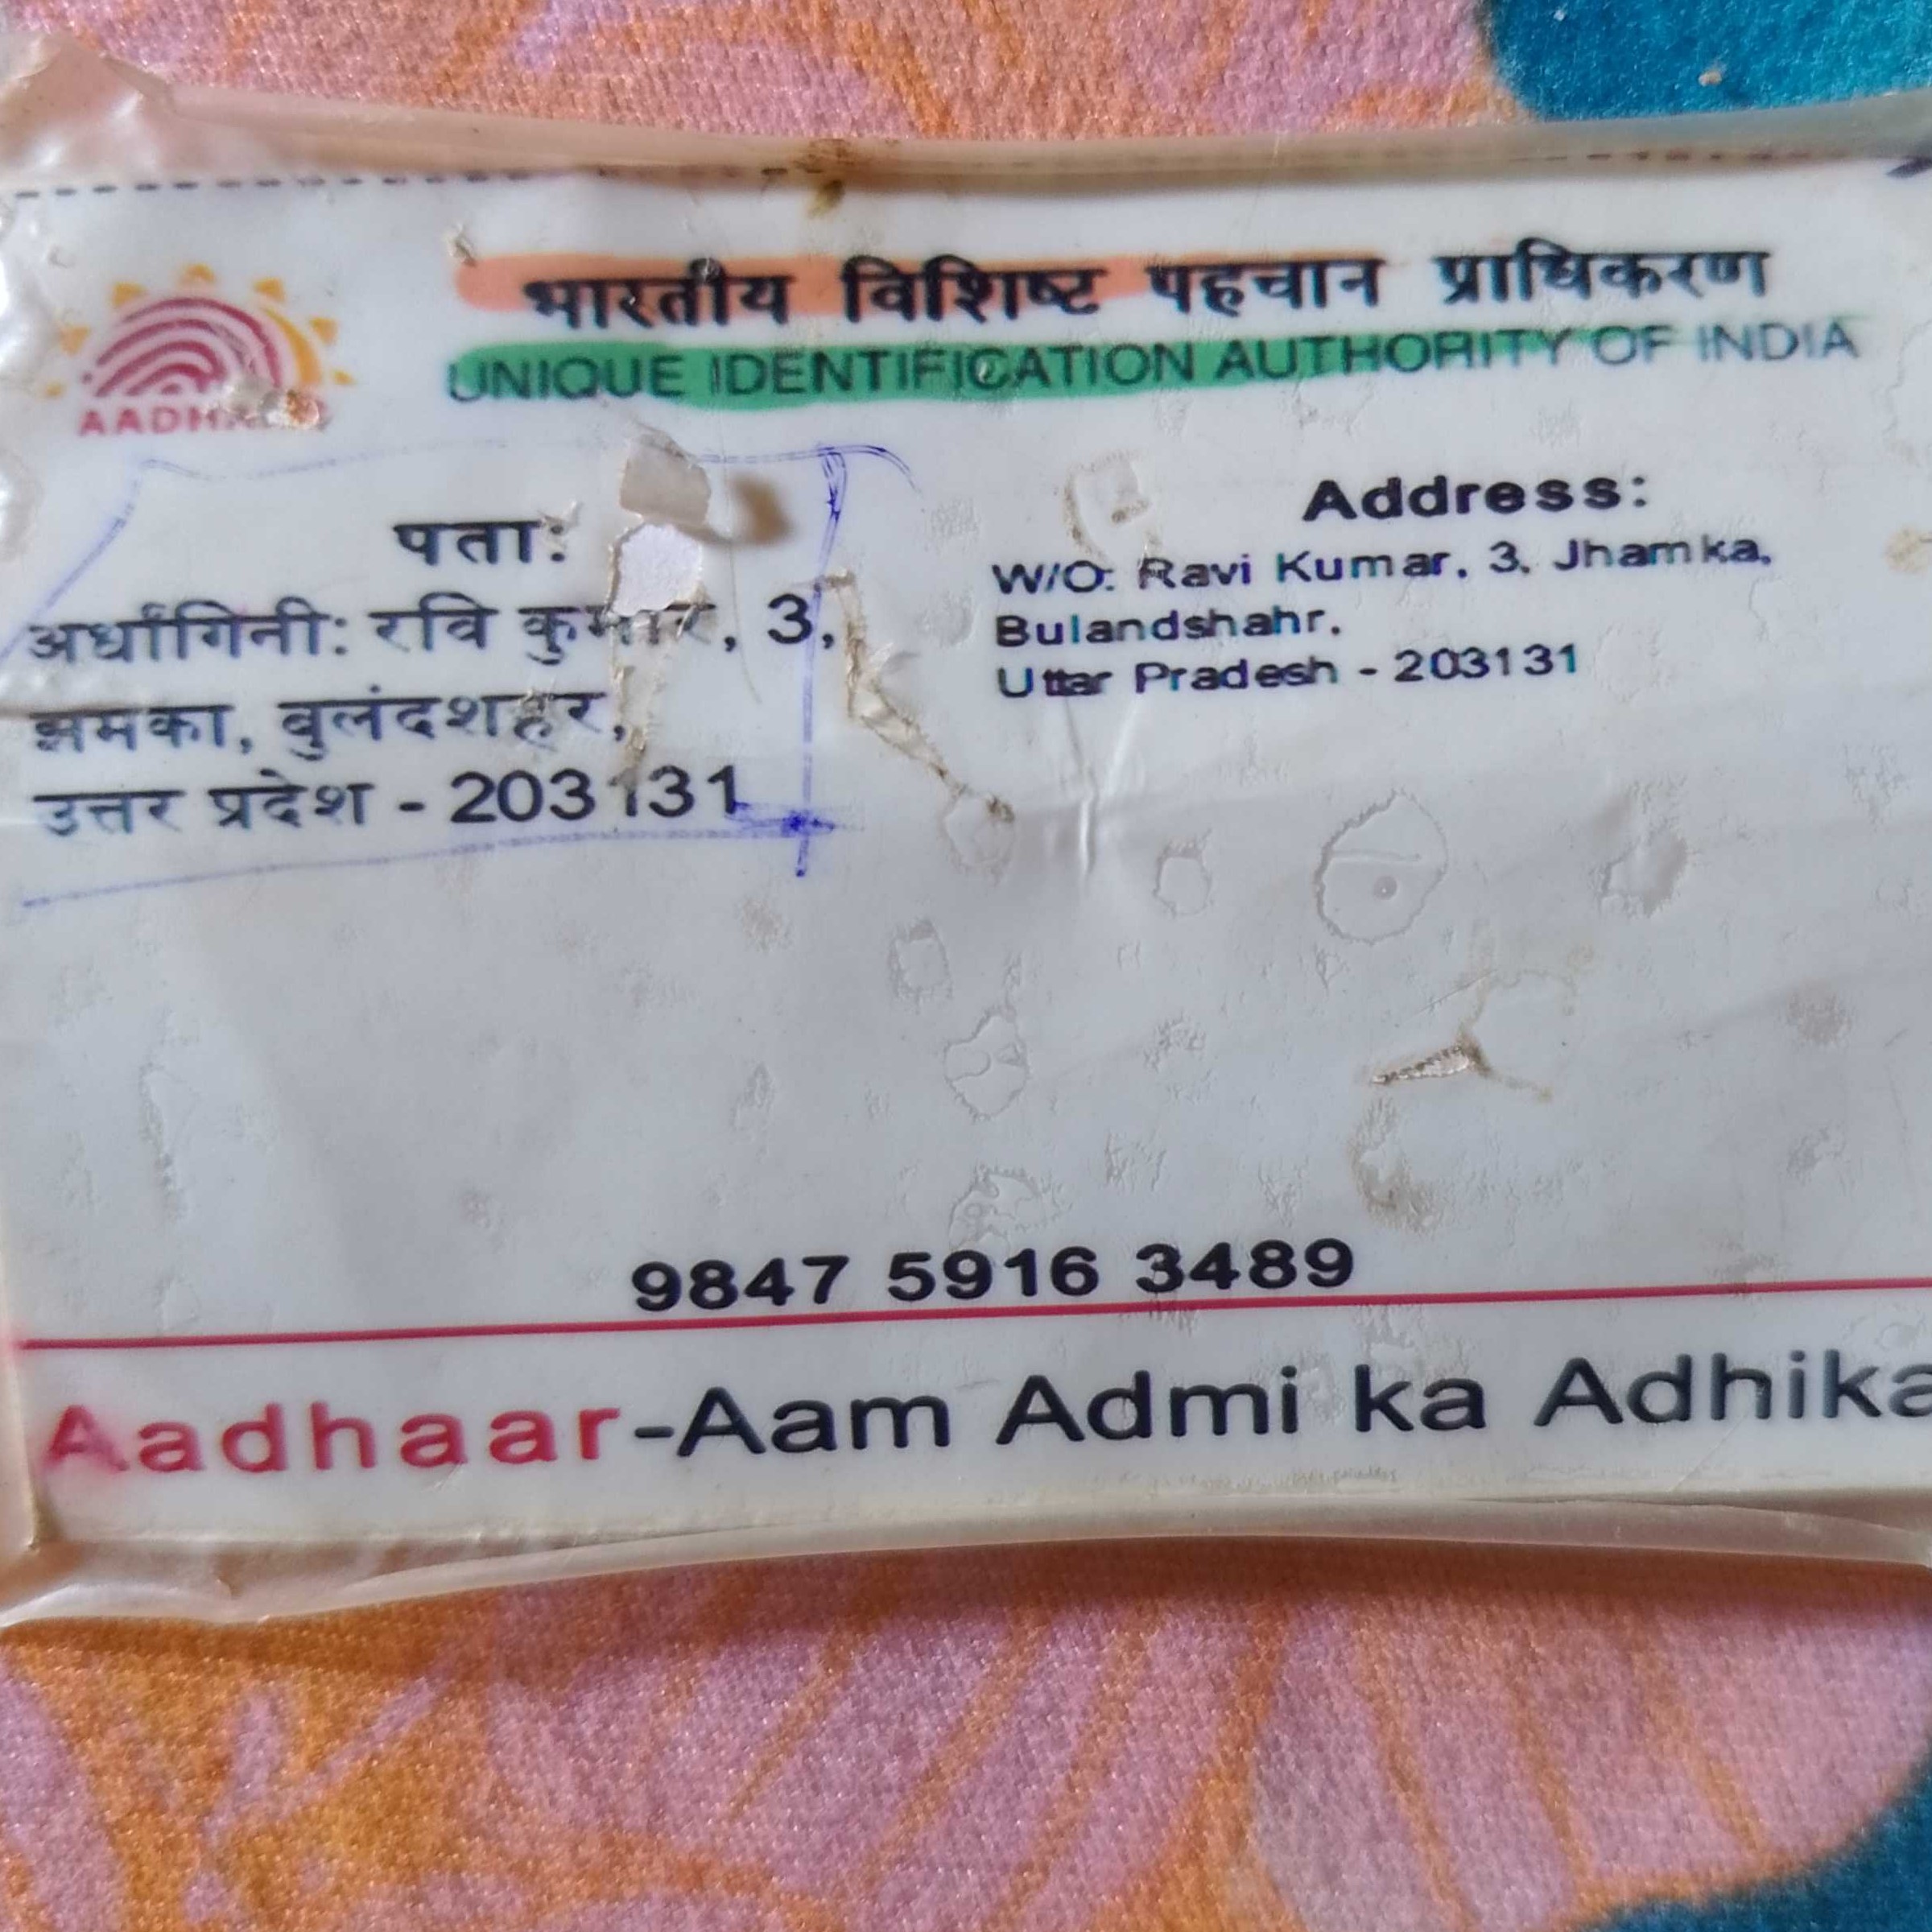 भारतीय विशिष्ट पहचान प्राधिकरण
UNIQUE IDENTIFICATION AUTHORITY OF INDIA
पता:
अर्धांगिनी: रवि कुमार, 3,
झमका, बुलंदशहर,
उत्तर प्रदेश - 203131
Address:
W/O: Ravi Kumar, 3, Jhamka,
Bulandshahr,
Uttar Pradesh - 203131
9847 5916 3489
Aadhaar-Aam Admi ka